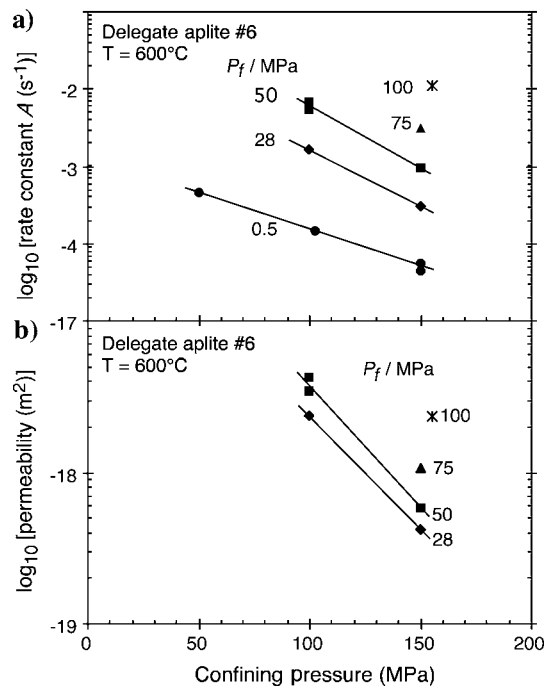 a)
Delegate aplite #6
T = 600°C
P_f / MPa
100
50
75
28
0.5
-2
-3
-4
log₁₀ [rate constant A (s⁻¹)]
b)
-17
Delegate aplite #6
T = 600°C
P_f / MPa
100
75
50
28
-18
-19
log₁₀ [permeability (m²)]
0
50
100
150
200
Confining pressure (MPa)